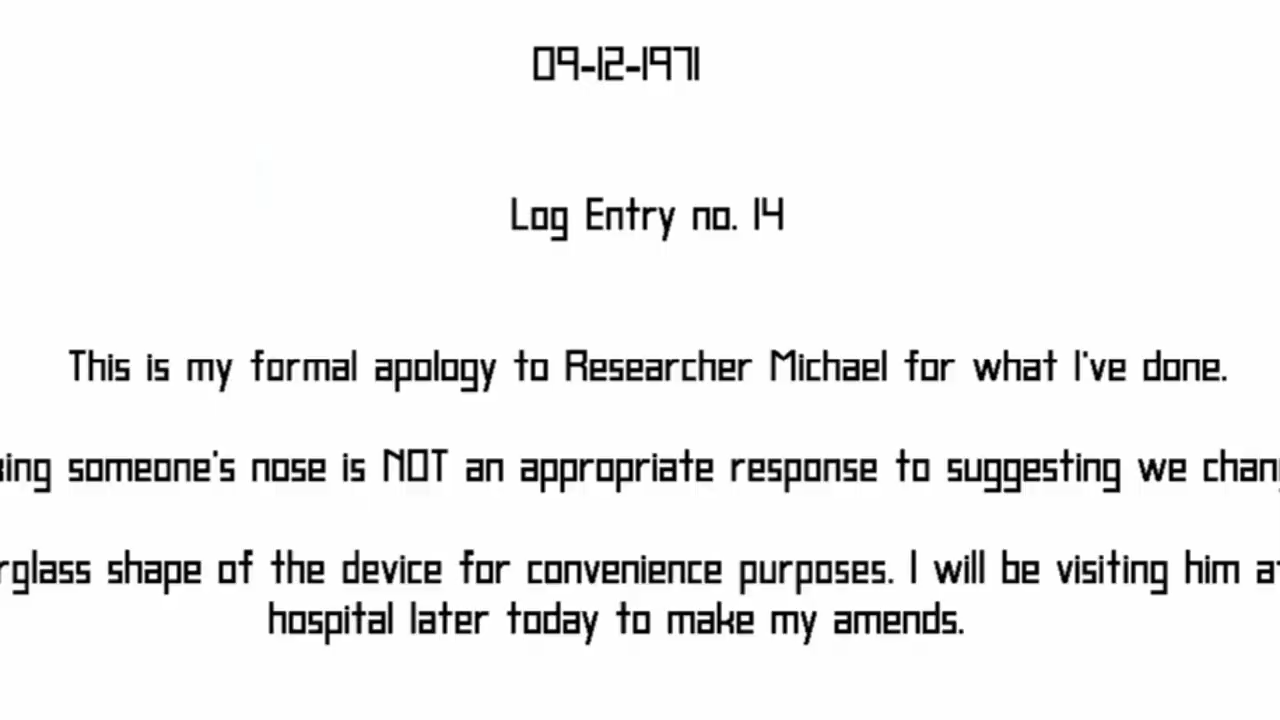 09-12-1971
Log Entry no. 14
This is my formal apology to Researcher Michael for what I've done.
someone's nose is NOT an appropriate response to suggesting we
shape of the device for convenience purposes. I will be visiting him
hospital later today to make my amends.